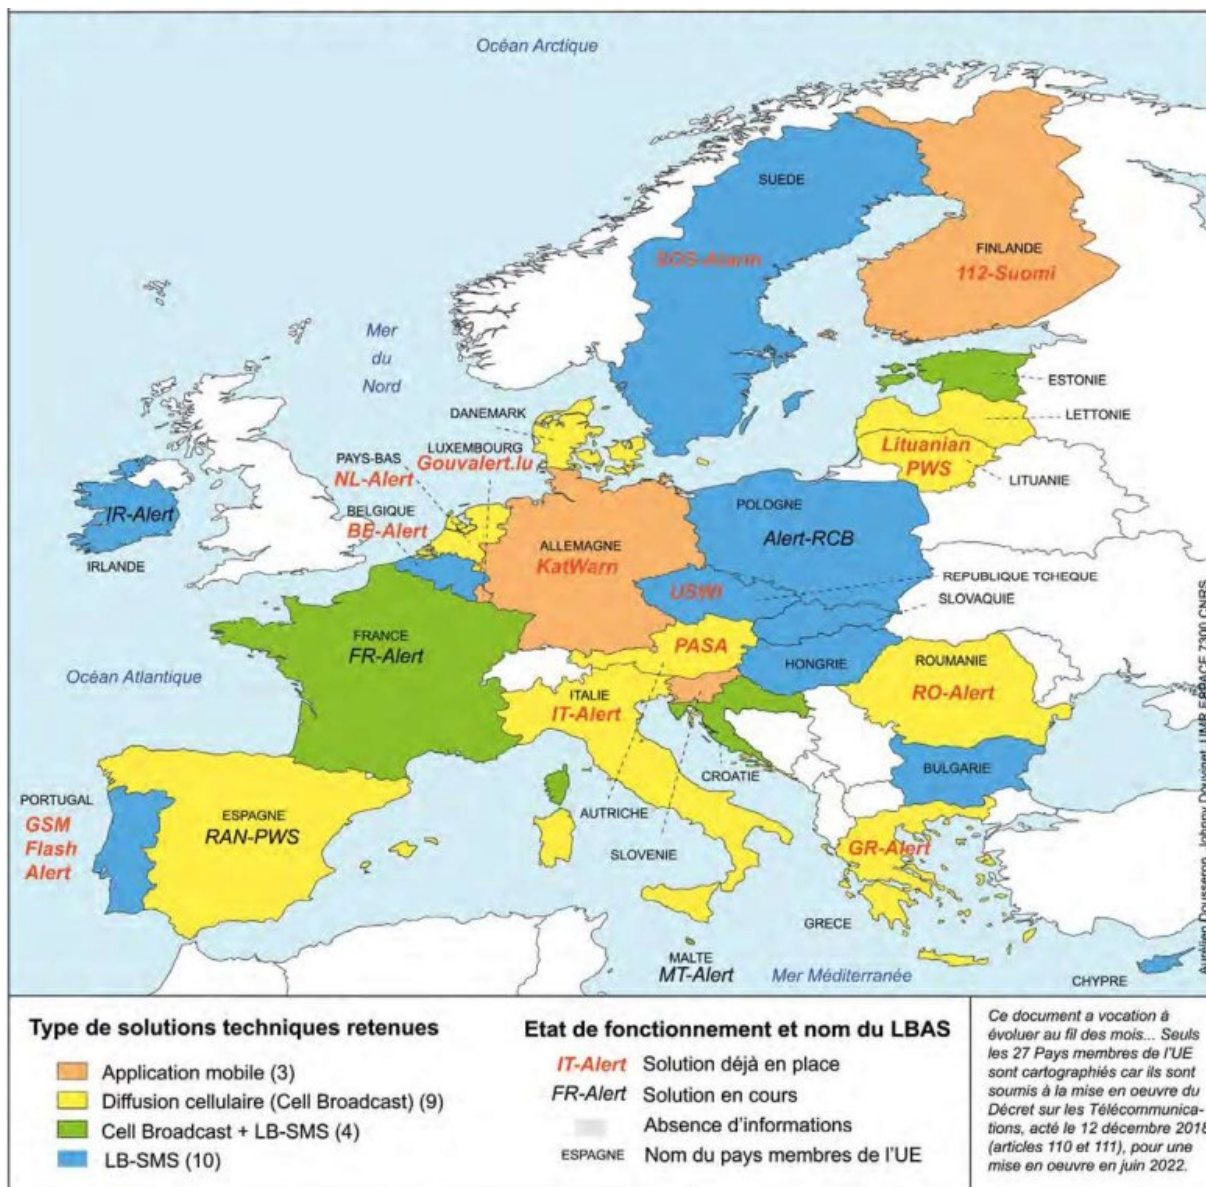 Océan Arctique
SUEDE
SOS-Alarm
FINLANDE
112-Suomi
Mer
du
Nord
ESTONIE
DANEMARK
LETTONIE
LUXEMBOURG
Gouvalert.lu
Lituanian
PWS
PAYS-BAS
NL-Alert
LITUANIE
BELGIQUE
BE-Alert
POLOGNE
Alert-RCB
IR-Alert
IRLANDE
ALLEMAGNE
KatWarn
REPUBLIQUE TCHEQUE
USWI
SLOVAQUIE
FRANCE
FR-Alert
PASA
HONGRIE
ROUMANIE
RO-Alert
Océan Atlantique
ITALIE
IT-Alert
BULGARIE
CROATIE
PORTUGAL
GSM
Flash
Alert
ESPAGNE
RAN-PWS
AUTRICHE
SLOVENIE
GR-Alert
GRECE
MALTE
MT-Alert
Mer Méditerranée
CHYPRE
Aurélien Dousseron, Johnny Douvinet, UMR ESPACE 7300 CNRS
Type de solutions techniques retenues
Application mobile (3)
Diffusion cellulaire (Cell Broadcast) (9)
Cell Broadcast + LB-SMS (4)
LB-SMS (10)
Etat de fonctionnement et nom du LBAS
IT-Alert Solution déjà en place
FR-Alert Solution en cours
Absence d'informations
ESPAGNE Nom du pays membres de l'UE
Ce document a vocation à
évoluer au fil des mois... Seuls
les 27 Pays membres de l'UE
sont cartographiés car ils sont
soumis à la mise en oeuvre du
Décret sur les Télécommunica-
tions, acté le 12 décembre 2018
(articles 110 et 111), pour une
mise en oeuvre en juin 2022.